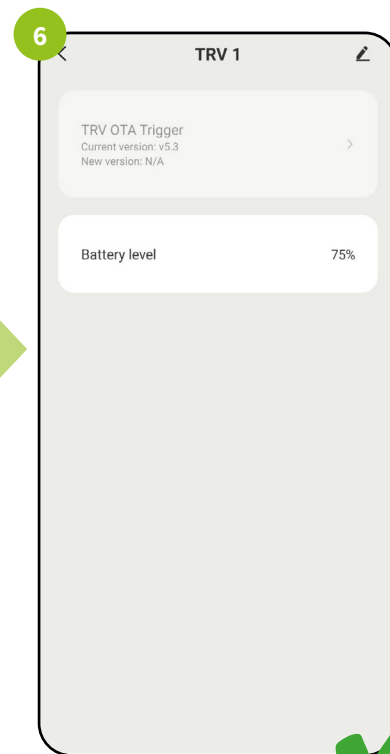 6
TRV 1
TRV OTA Trigger
Current version: v5.3
New version: N/A
Battery level 75%